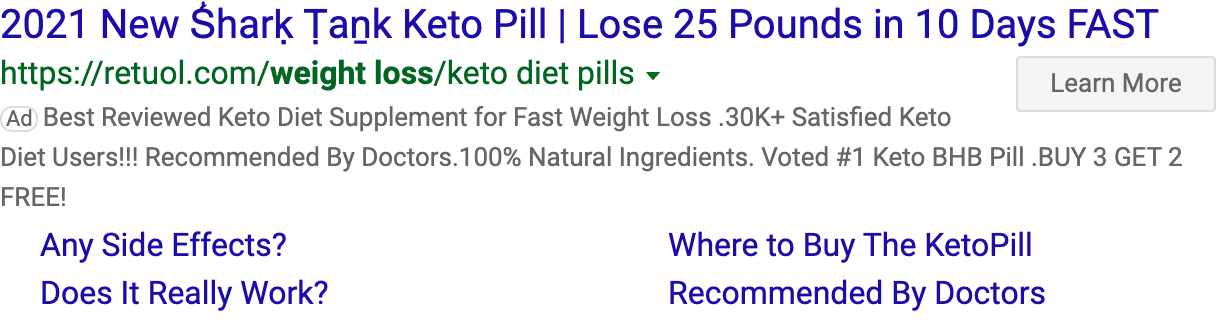 2021 New Ṩharķ Ṭaṉk Keto Pill | Lose 25 Pounds in 10 Days FAST
https://retuol.com/weight loss/keto diet pills
Learn More
Ad Best Reviewed Keto Diet Supplement for Fast Weight Loss .30K+ Satisfied Keto
Diet Users!!! Recommended By Doctors.100% Natural Ingredients. Voted #1 Keto BHB Pill .BUY 3 GET 2
FREE!
Any Side Effects?
Where to Buy The KetoPill
Does It Really Work?
Recommended By Doctors